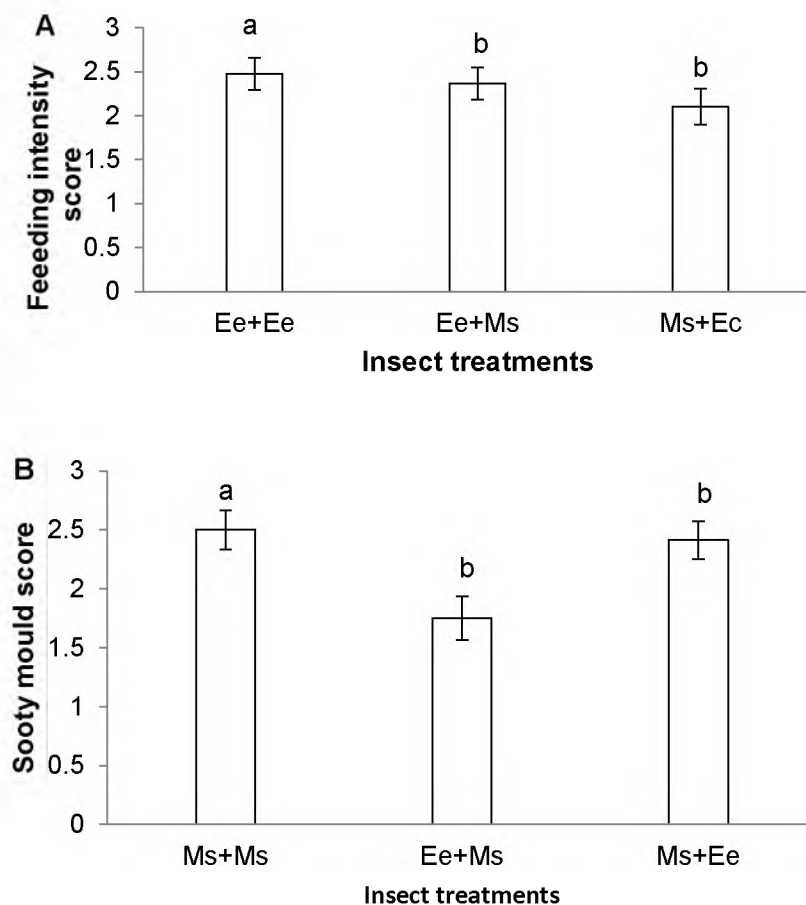 A
Feeeding intensity
score
3
2.5
2
1.5
1
0.5
0
a
b
b
Ee+Ee
Ee+Ms
Ms+Ec
Insect treatments
B
Sooty mould score
3
2.5
2
1.5
1
0.5
0
a
b
b
Ms+Ms
Ee+Ms
Ms+Ee
Insect treatments